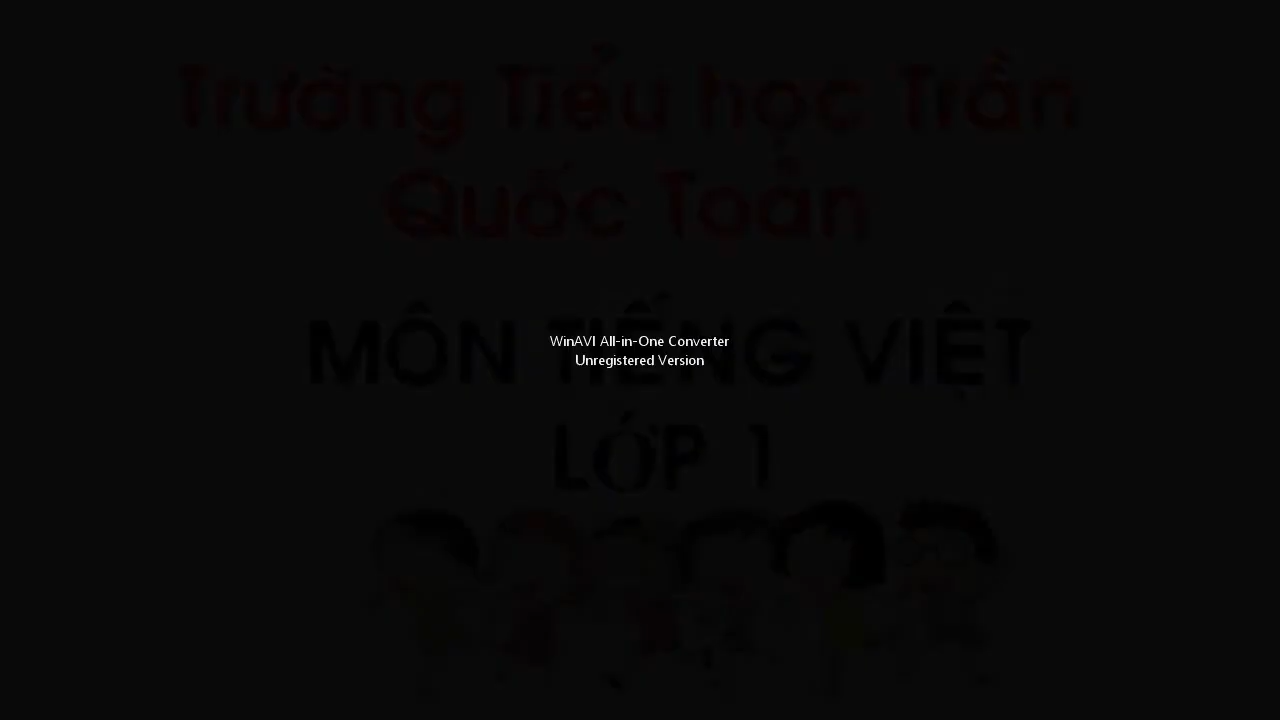 Trường Tiểu học Trần
Quốc Toản
MÔN TIẾNG VIỆT
WinAVI All-in-One Converter
Unregistered Version
LỚP 1